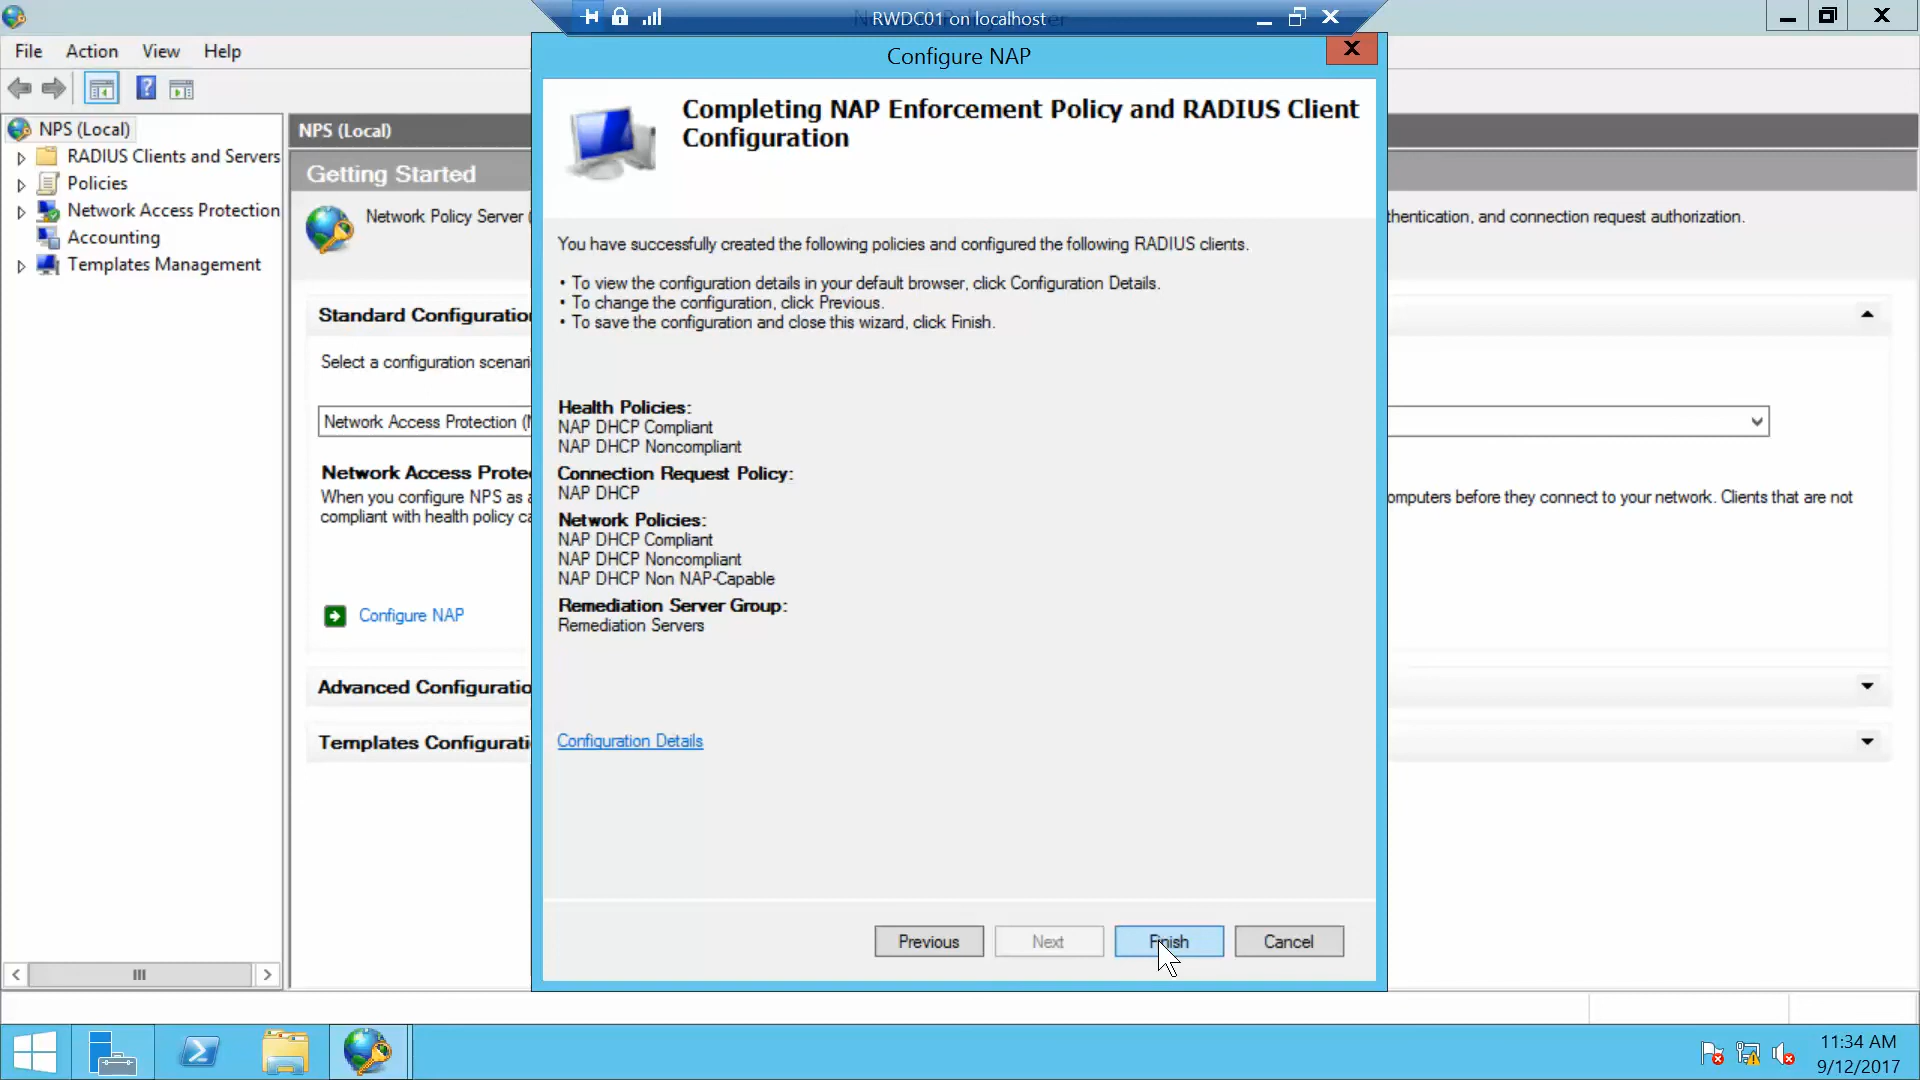 RWDC01 on localhost
File Action View Help
Configure NAP
NPS (Local)
RADIUS Clients and Servers
Policies
Network Access Protection
Accounting
Templates Management
NPS (Local)
Getting Started
Network Policy Server (
thentication, and connection request authorization.
Standard Configuratio
Select a configuration scenari
Network Access Protection (N
Network Access Prote
When you configure NPS as a
omputers before they connect to your network. Clients that are not
compliant with health policy ca
Configure NAP
Advanced Configuratio
Templates Configurati
Completing NAP Enforcement Policy and RADIUS Client
Configuration
You have successfully created the following policies and configured the following RADIUS clients.
• To view the configuration details in your default browser, click Configuration Details.
• To change the configuration, click Previous.
• To save the configuration and close this wizard, click Finish.
Health Policies:
NAP DHCP Compliant
NAP DHCP Noncompliant
Connection Request Policy:
NAP DHCP
Network Policies:
NAP DHCP Compliant
NAP DHCP Noncompliant
NAP DHCP Non NAP-Capable
Remediation Server Group:
Remediation Servers
Configuration Details
Previous Next Finish Cancel
11:34 AM
9/12/2017